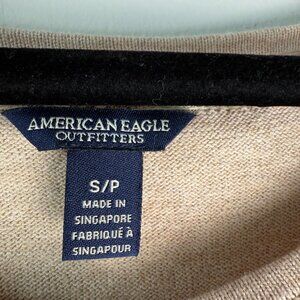 AMERICAN EAGLE
OUTFITTERS
S/P
MADE IN
SINGAPORE
FABRIQUÉ À
SINGAPOUR